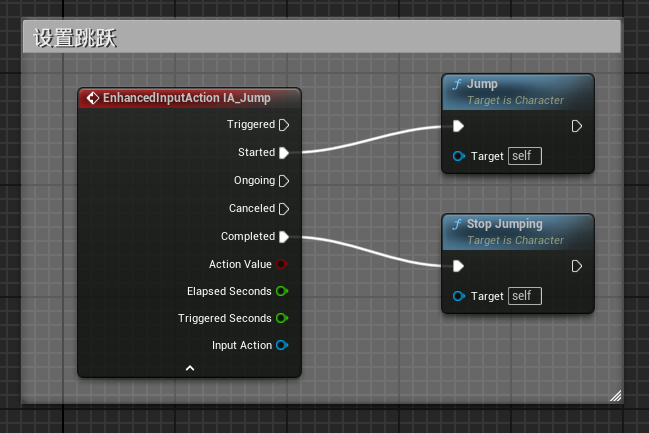 设置跳跃
EnhancedInputAction IA_Jump
Triggered
Started
Ongoing
Canceled
Completed
Action Value
Elapsed Seconds
Triggered Seconds
Input Action
f Jump
Target is Character
Target self
f Stop Jumping
Target is Character
Target self